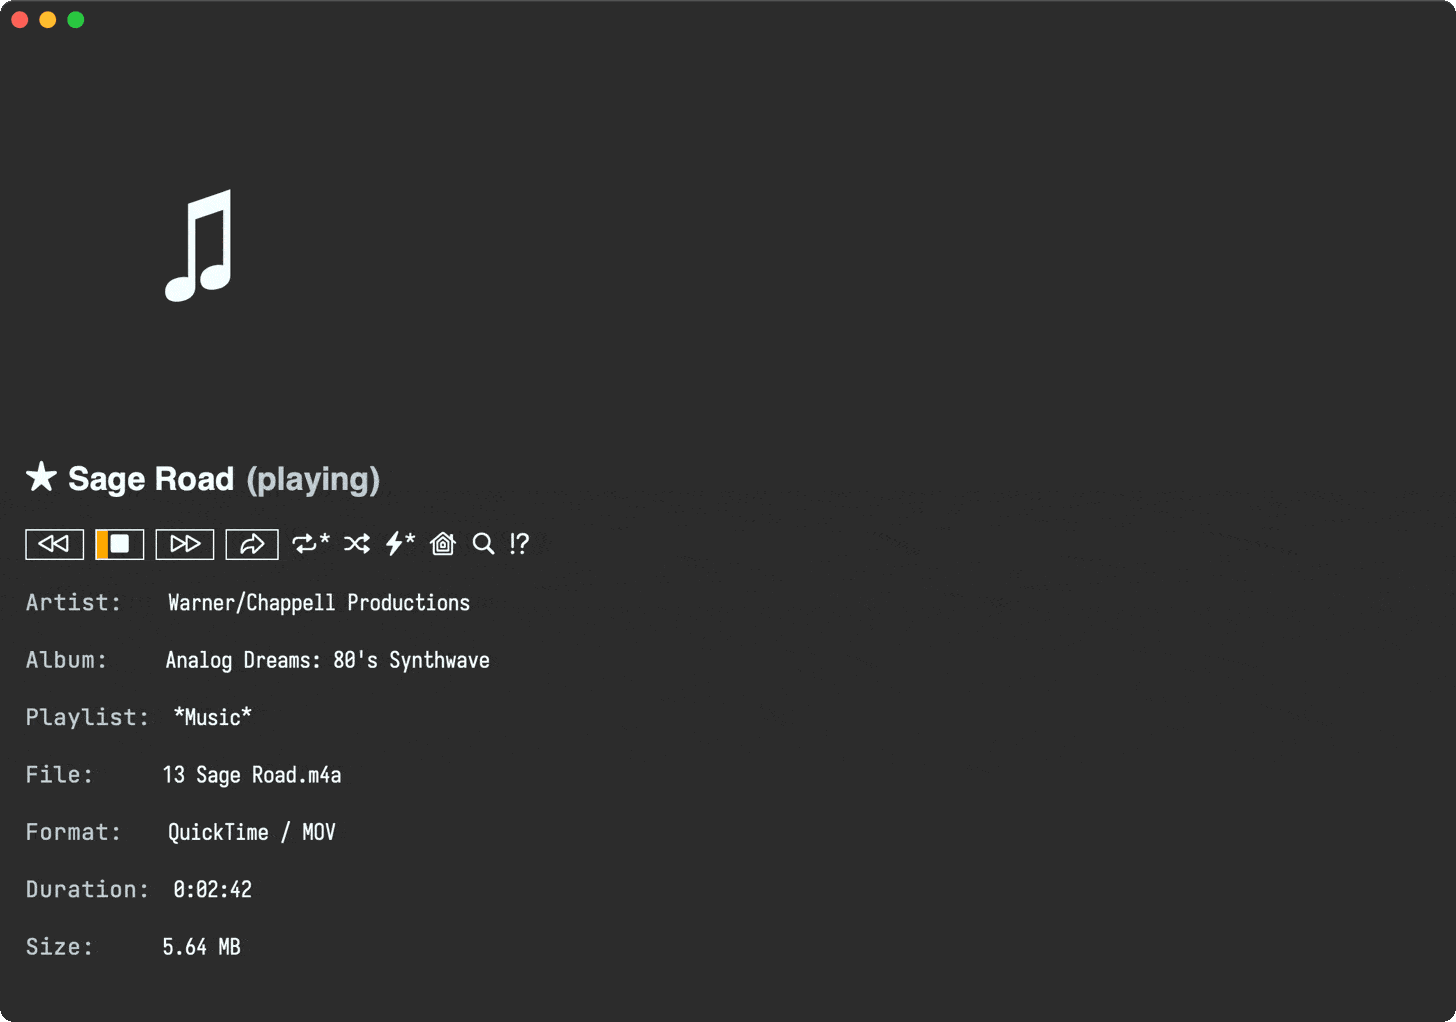 ★ Sage Road (playing)
* * !?
Artist: Warner/Chappell Productions
Album: Analog Dreams: 80's Synthwave
Playlist: *Music*
File: 13 Sage Road.m4a
Format: QuickTime / MOV
Duration: 0:02:42
Size: 5.64 MB